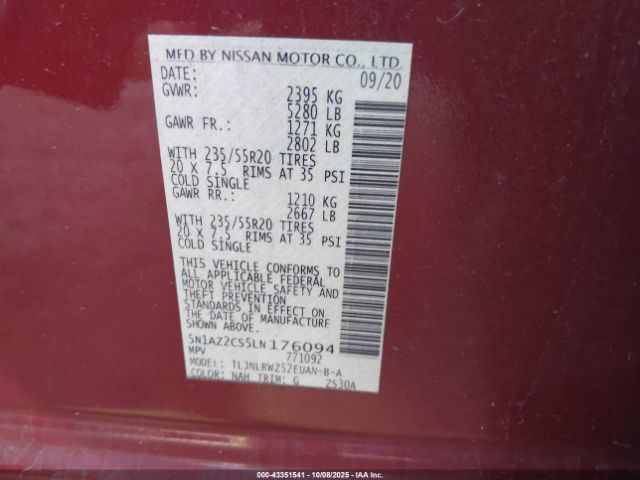 MFD BY NISSAN MOTOR CO., LTD.
DATE: 09/20
GVWR: 2395 KG
5280 LB
GAWR FR.: 1271 KG
2802 LB
WITH 235/55R20 TIRES
20 X 7.5 RIMS AT 35 PSI
COLD SINGLE
GAWR RR.: 1210 KG
2667 LB
WITH 235/55R20 TIRES
20 X 7.5 RIMS AT 35 PSI
COLD SINGLE
THIS VEHICLE CONFORMS TO
ALL APPLICABLE FEDERAL
MOTOR VEHICLE SAFETY AND
THEFT PREVENTION
STANDARDS IN EFFECT ON
THE DATE OF MANUFACTURE
SHOWN ABOVE.
5N1AZ2CS5LN176094
MPV 771092
MODEL: TLJNLRWZ52EUAN-B-A
COLOR: NAH TRIM: G ZS30A
000-43351541 - 10/08/2025 - IAA Inc.